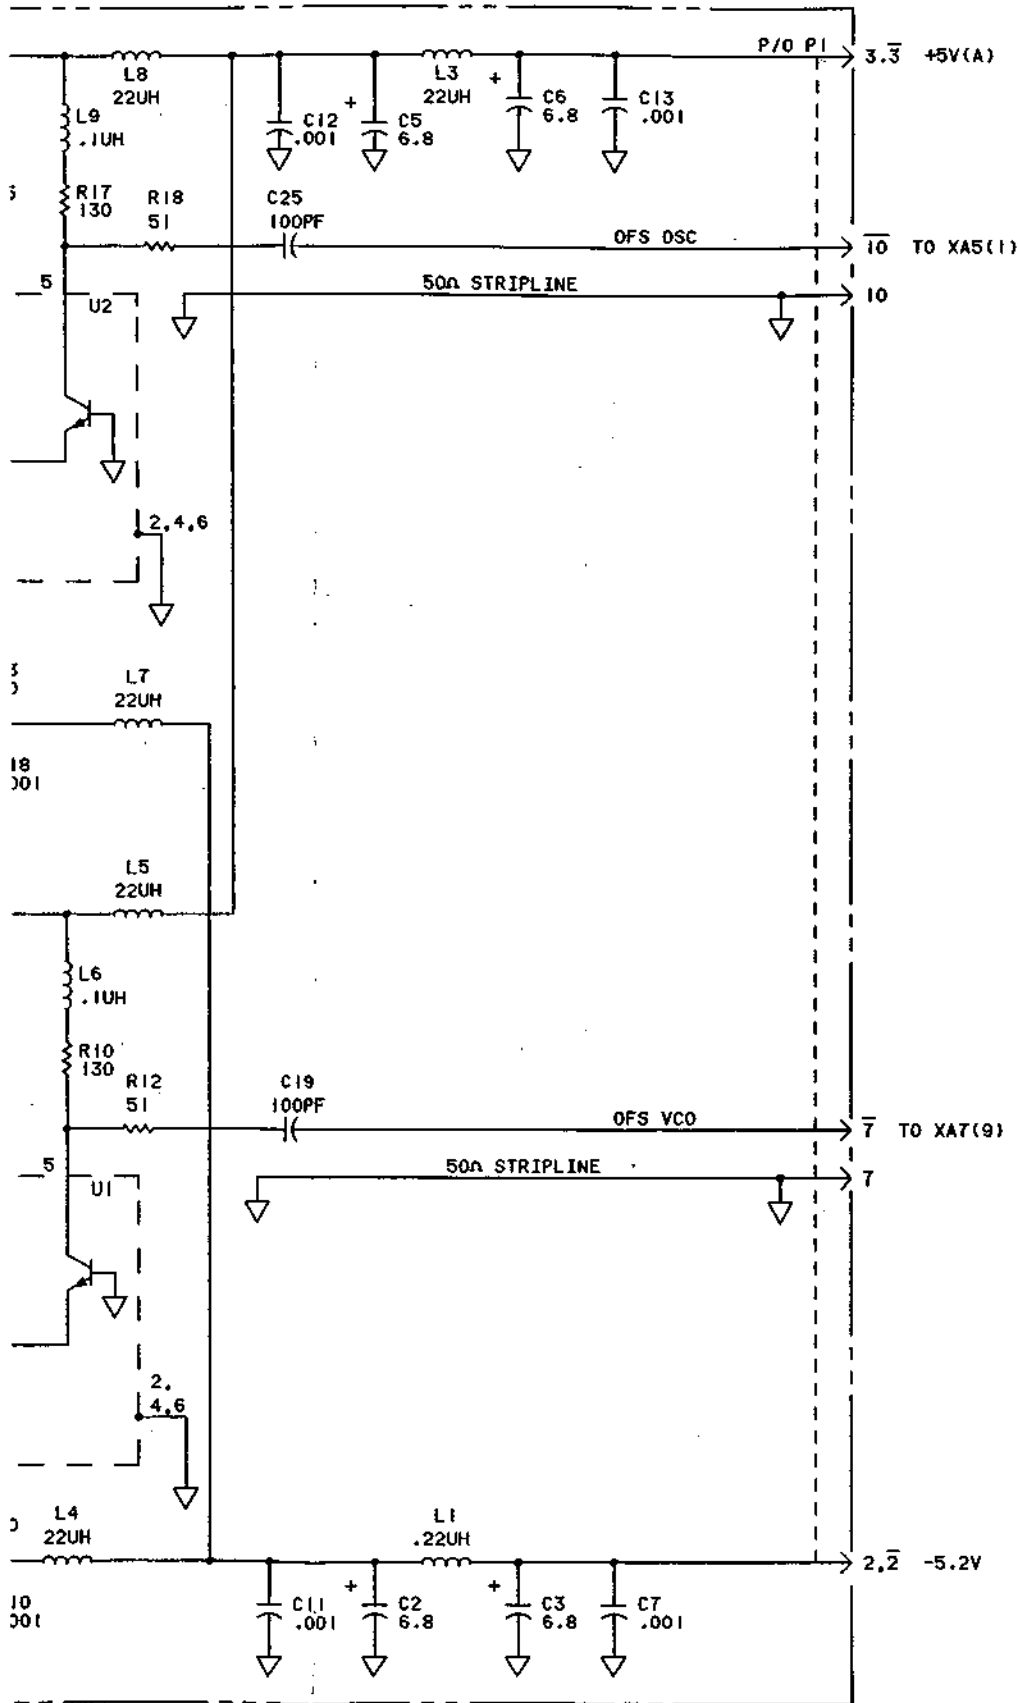 P/O P1
3.3̅ +5V(A)
L8
22UH
L3
22UH
+
+
L9
.1UH
C12
.001
C5
6.8
C6
6.8
C13
.001
R17
130
R18
51
C25
100PF
OFS OSC
1̅0̅ TO XA5(1)
5
U2
50Ω STRIPLINE
10
2,4,6
L7
22UH
18
001
L5
22UH
L6
.1UH
R10
130
R12
51
C19
100PF
OFS VCO
7̅ TO XA7(9)
5
U1
50Ω STRIPLINE
7
2,
4,6
L4
22UH
L1
.22UH
2,2̅ -5.2V
10
001
C11
.001
+
C2
6.8
+
C3
6.8
C7
.001